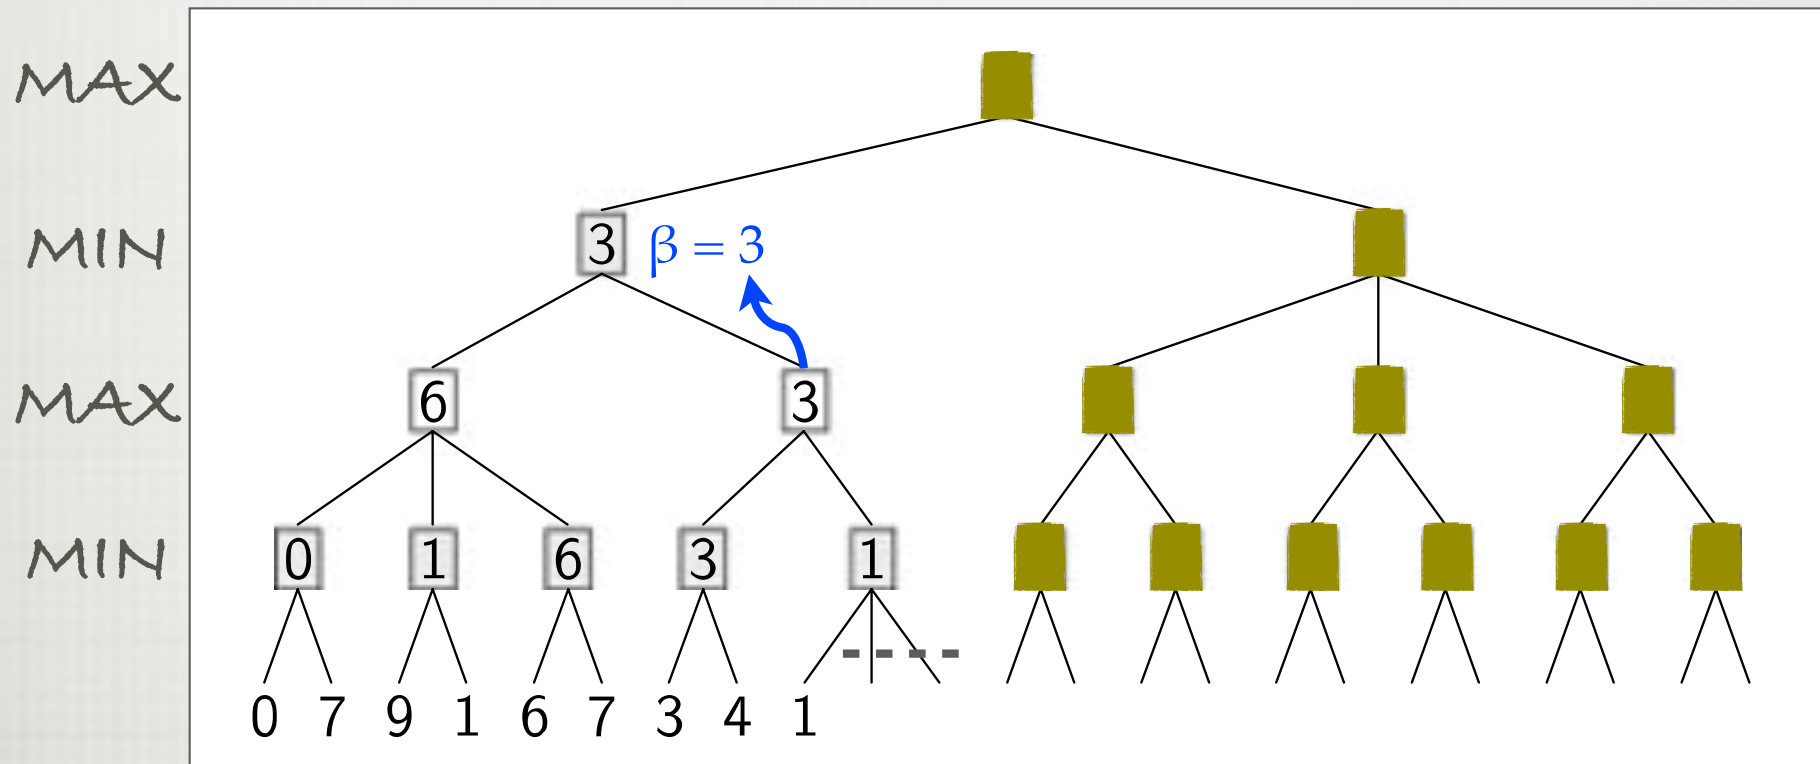 MAX
MIN 3 β = 3
MAX 6 3
MIN 0 1 6 3 1
0 7 9 1 6 7 3 4 1